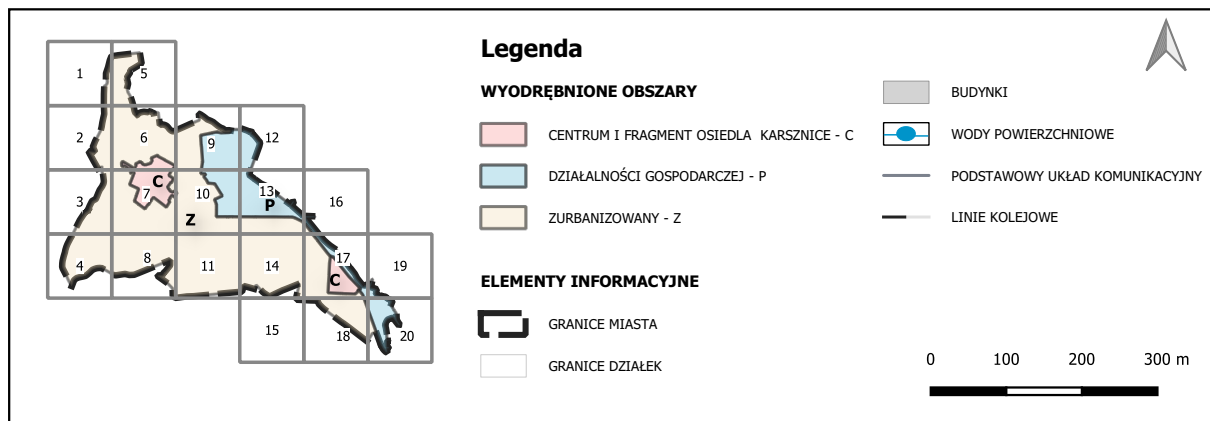 1
5
2
6
9
12
C
7
10
13
P
3
Z
16
4
8
11
14
17
C
19
15
18
20
Legenda
WYODRĘBNIONE OBSZARY
CENTRUM I FRAGMENT OSIEDLA KARSZNICE - C
DZIAŁALNOŚCI GOSPODARCZEJ - P
ZURBANIZOWANY - Z
ELEMENTY INFORMACYJNE
GRANICE MIASTA
GRANICE DZIAŁEK
BUDYNKI
WODY POWIERZCHNIOWE
PODSTAWOWY UKŁAD KOMUNIKACYJNY
LINIE KOLEJOWE
0 100 200 300 m